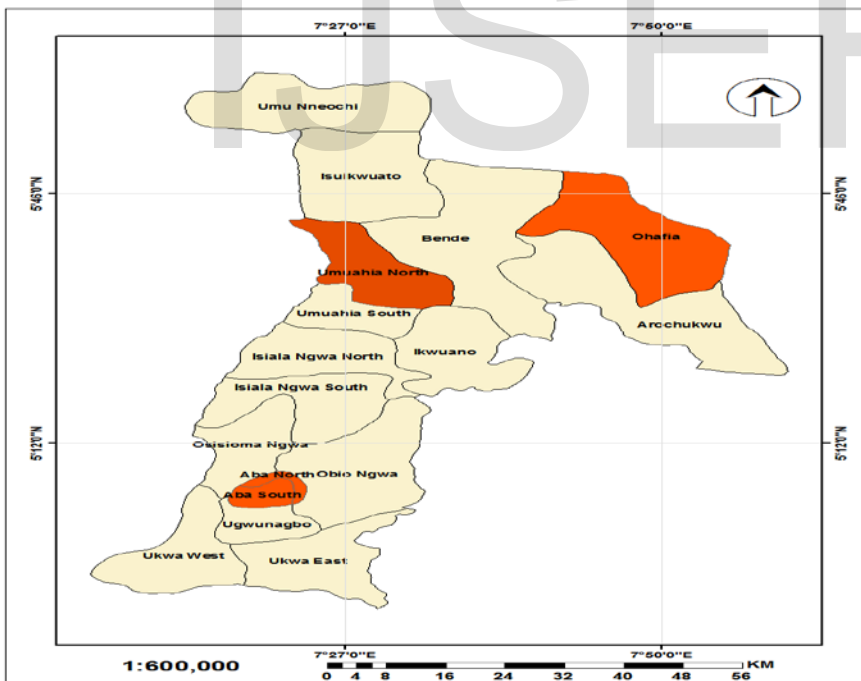 IJSER
7°27'0"E 7°50'0"E
Umu Nneochi
Isuikwuato
5°45'0"N 5°45'0"N
Bende
Ohafia
Umuahia North
Umuahia South
Arochukwu
Isiala Ngwa North
Ikwuano
Isiala Ngwa South
Osisioma Ngwa
5°12'0"N 5°12'0"N
Aba North Obio Ngwa
Aba South
Ugwunagbo
Ukwa West
Ukwa East
7°27'0"E 7°50'0"E
1:600,000
KM
0 4 8 16 24 32 40 48 56